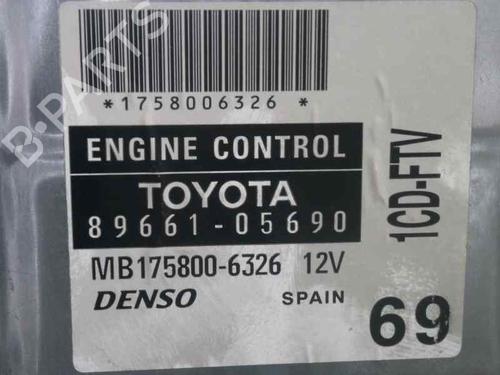 *1758006326*
ENGINE CONTROL
TOYOTA
89661-05690
MB175800-6326 12V
DENSO SPAIN
1CD-FTV
69
B-PARTS